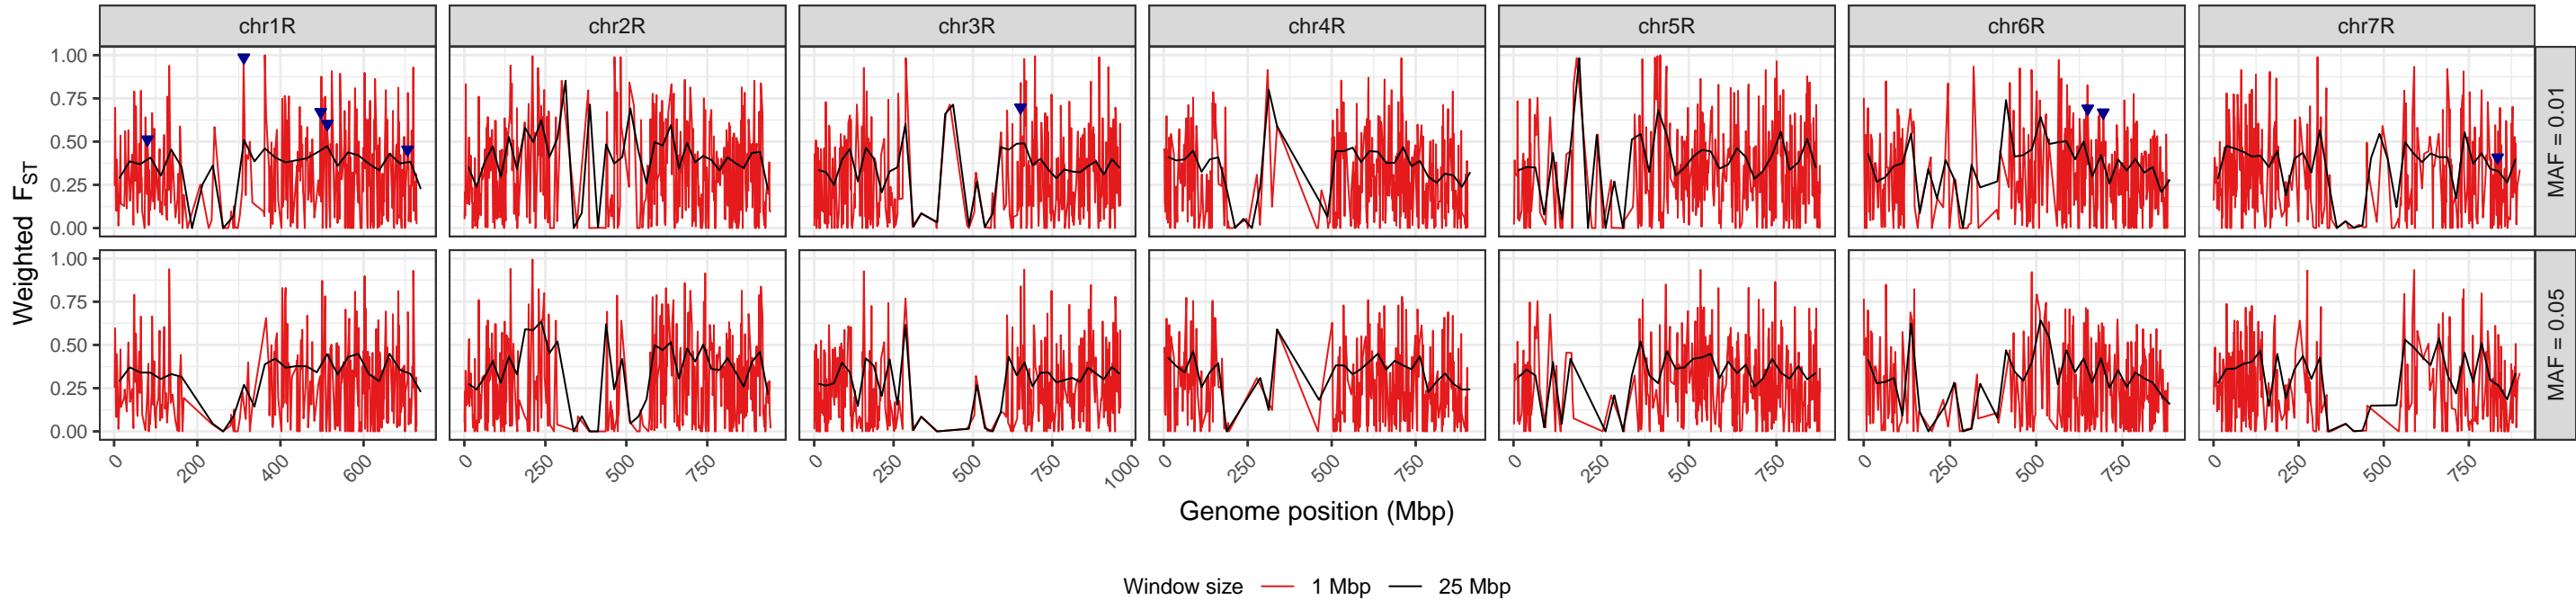 chr1R chr2R chr3R chr4R chr5R chr6R chr7R
1.00
0.75
0.50
0.25
0.00
MAF = 0.01
1.00
0.75
0.50
0.25
0.00
MAF = 0.05
Weighted FST
0 200 400 600 0 250 500 750 0 250 500 750 1000 0 250 500 750 0 250 500 750 0 250 500 750 0 250 500 750
Genome position (Mbp)
Window size 1 Mbp 25 Mbp